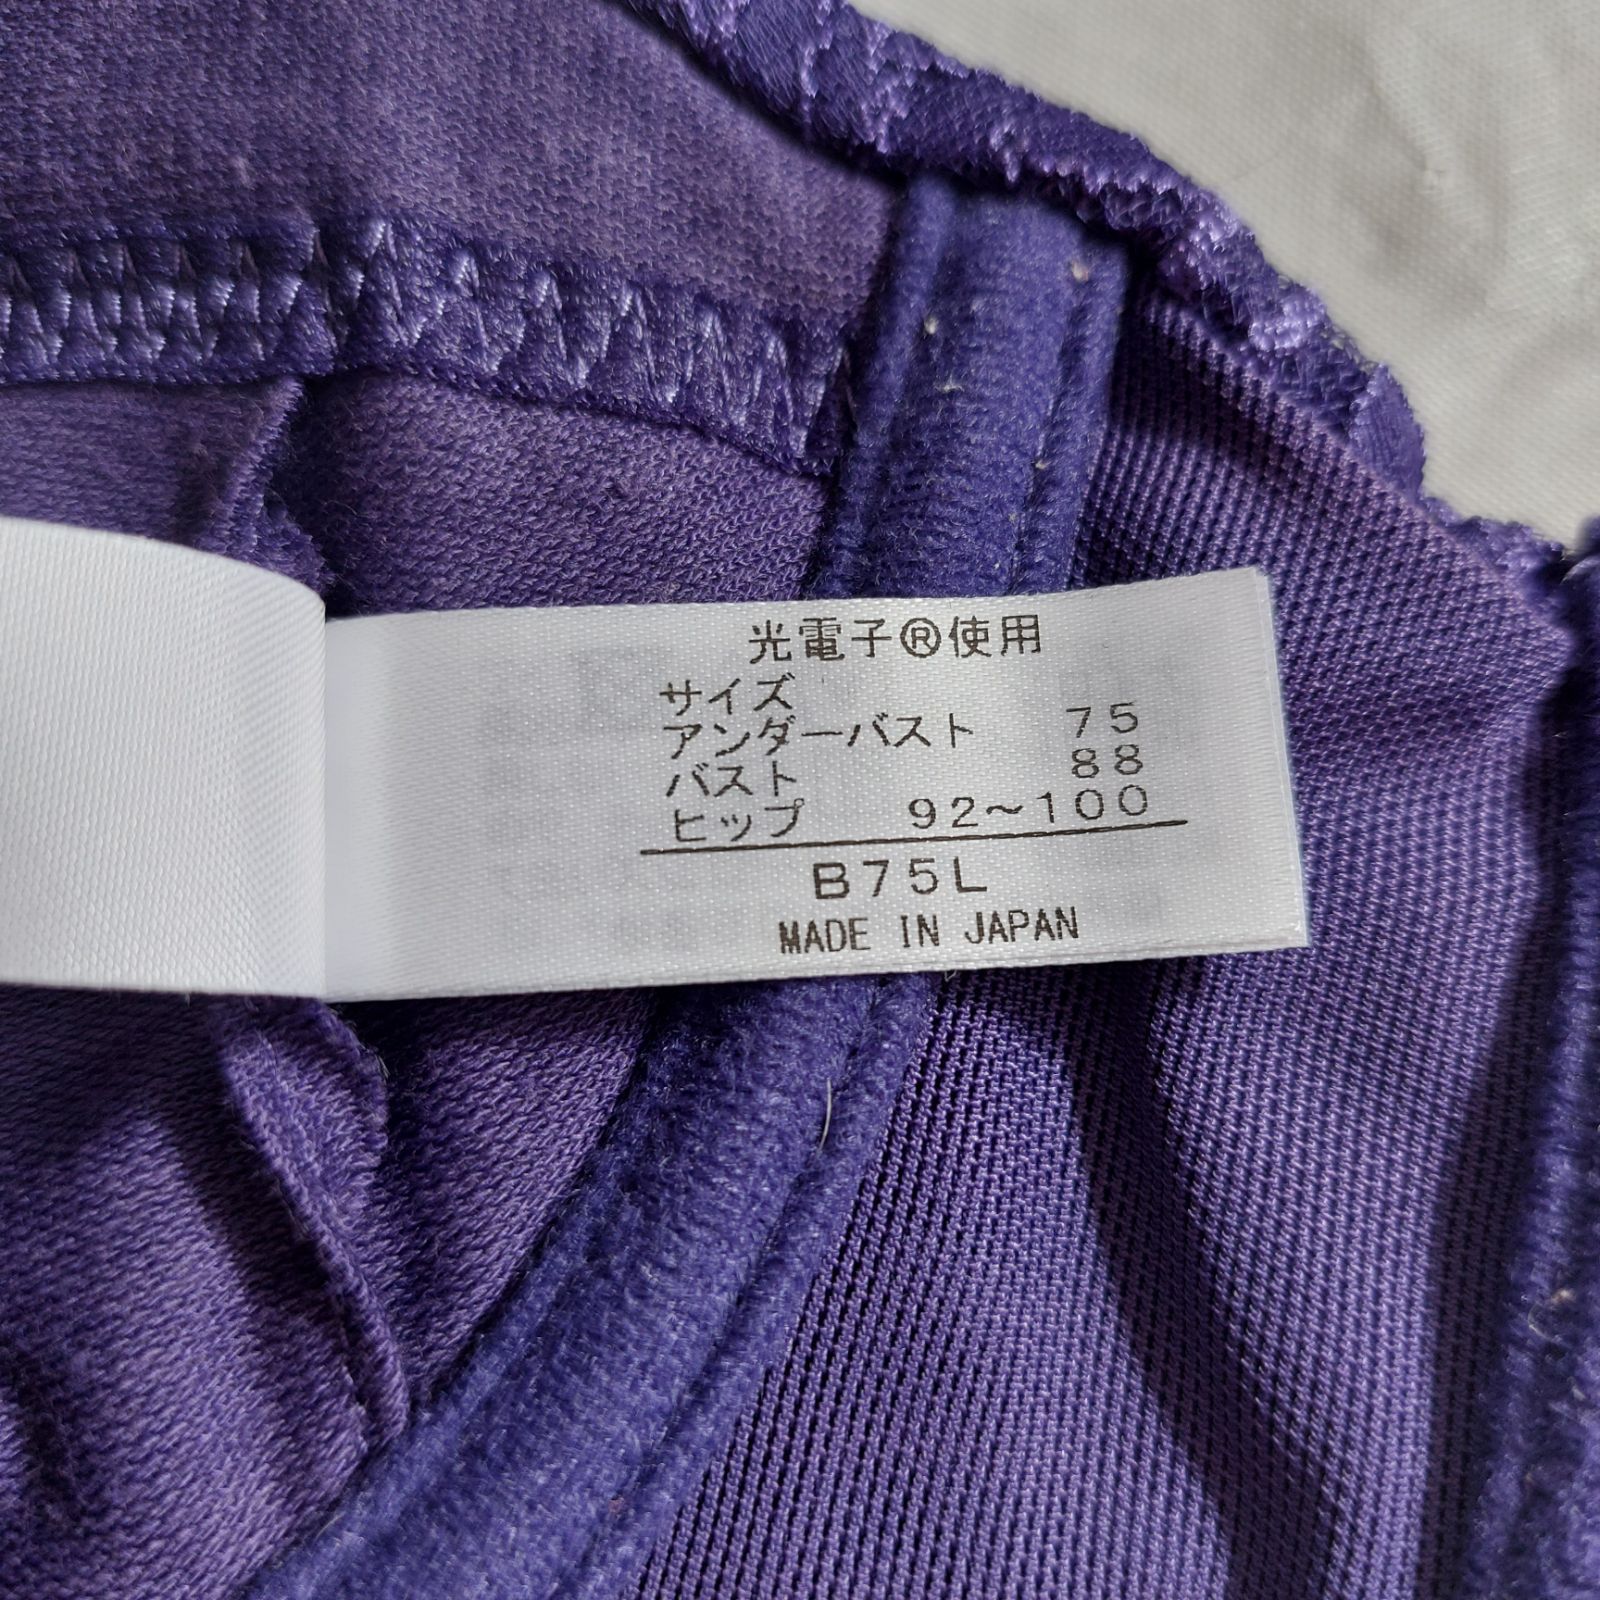 光電子®使用
サイズ
アンダーバスト 75
バスト 88
ヒップ 92～100
B75L
MADE IN JAPAN